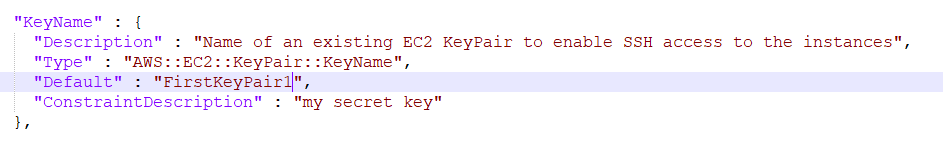 "KeyName" : {
"Description" : "Name of an existing EC2 KeyPair to enable SSH access to the instances",
"Type" : "AWS::EC2::KeyPair::KeyName",
"Default" : "FirstKeyPair1",
"ConstraintDescription" : "my secret key"
},